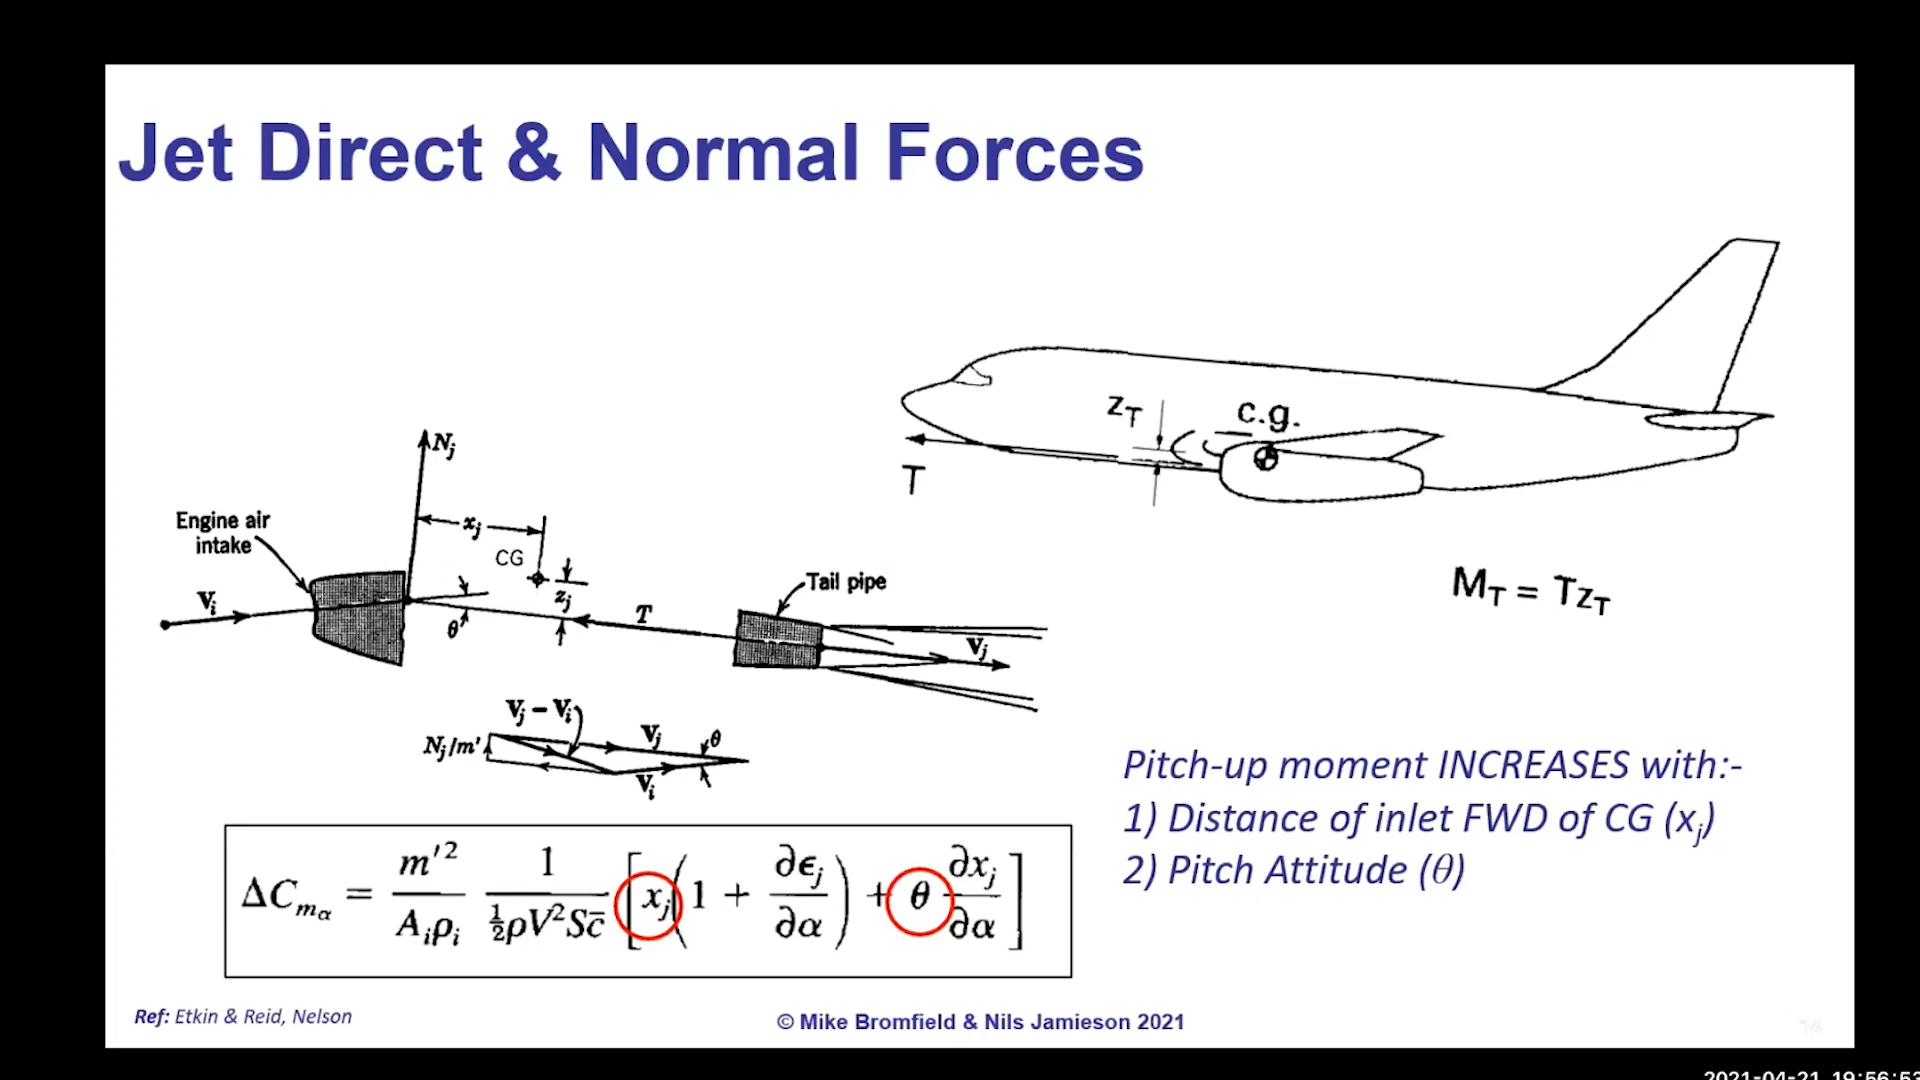 Jet Direct & Normal Forces
z_T
c.g.
T
N_j
x_j
Engine air
intake
CG
V_i
θ
z_j
T
Tail pipe
V_j
M_T = Tz_T
V_j – V_i
V_j
θ
N_j/m'
V_i
Pitch-up moment INCREASES with:-
1) Distance of inlet FWD of CG (x_j)
2) Pitch Attitude (θ)
ΔC_{mα} = m'²/(A_iρ_i) 1/(½ρV²Sc̄) [x_j(1 + ∂ϵ_j/∂α) + θ ∂x_j/∂α]
Ref: Etkin & Reid, Nelson
© Mike Bromfield & Nils Jamieson 2021
14
2021-04-21 19:56:53